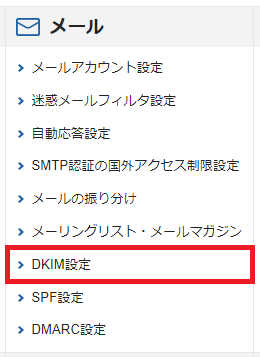 メール
メールアカウント設定
迷惑メールフィルタ設定
自動応答設定
SMTP認証の国外アクセス制限設定
メールの振り分け
メーリングリスト・メールマガジン
DKIM設定
SPF設定
DMARC設定